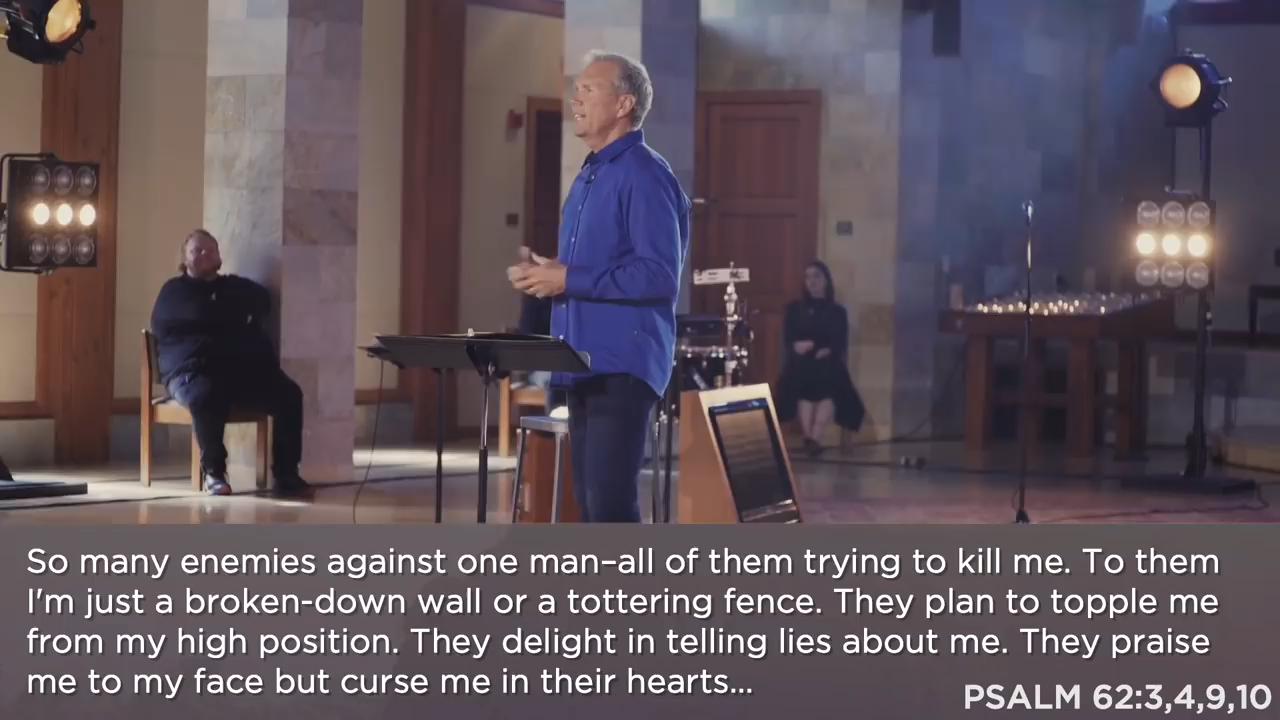 So many enemies against one man–all of them trying to kill me. To them
I'm just a broken-down wall or a tottering fence. They plan to topple me
from my high position. They delight in telling lies about me. They praise
me to my face but curse me in their hearts...
PSALM 62:3,4,9,10